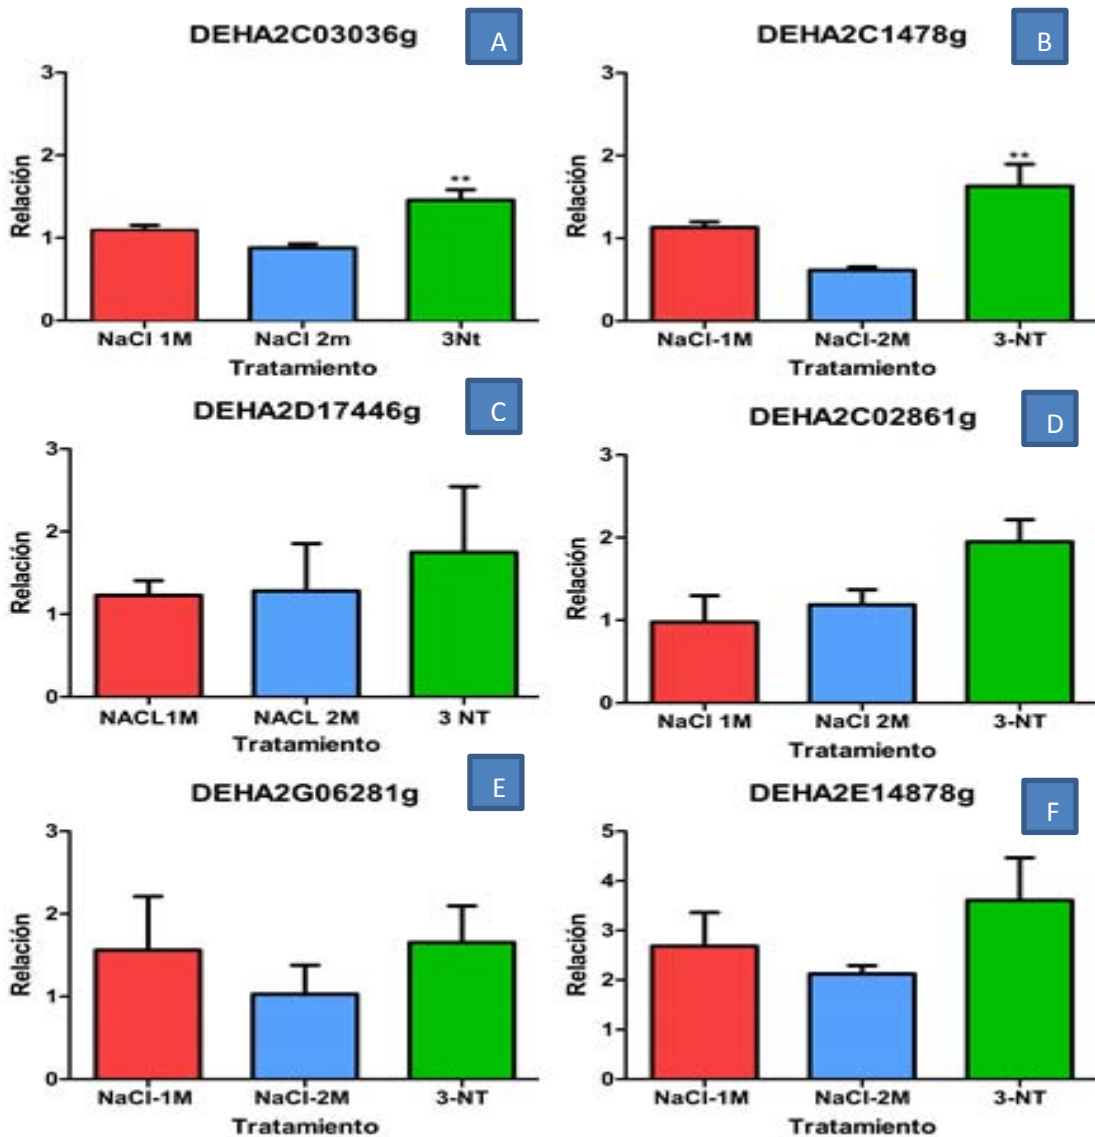 DEHA2C03036g
A
3
2
1
0
Relación
**
NaCl 1M NaCl 2m 3Nt
Tratamiento
DEHA2C1478g
B
3
2
1
0
Relación
**
NaCl-1M NaCl-2M 3-NT
Tratamiento
DEHA2D17446g
C
3
2
1
0
Relación
NACL1M NACL 2M 3 NT
Tratamiento
DEHA2C02861g
D
3
2
1
0
Relación
NaCl 1M NaCl 2M 3-NT
Tratamiento
DEHA2G06281g
E
3
2
1
0
Relación
NaCl-1M NaCl-2M 3-NT
Tratamiento
DEHA2E14878g
F
5
4
3
2
1
0
Relación
NaCl-1M NaCl-2M 3-NT
Tratamiento